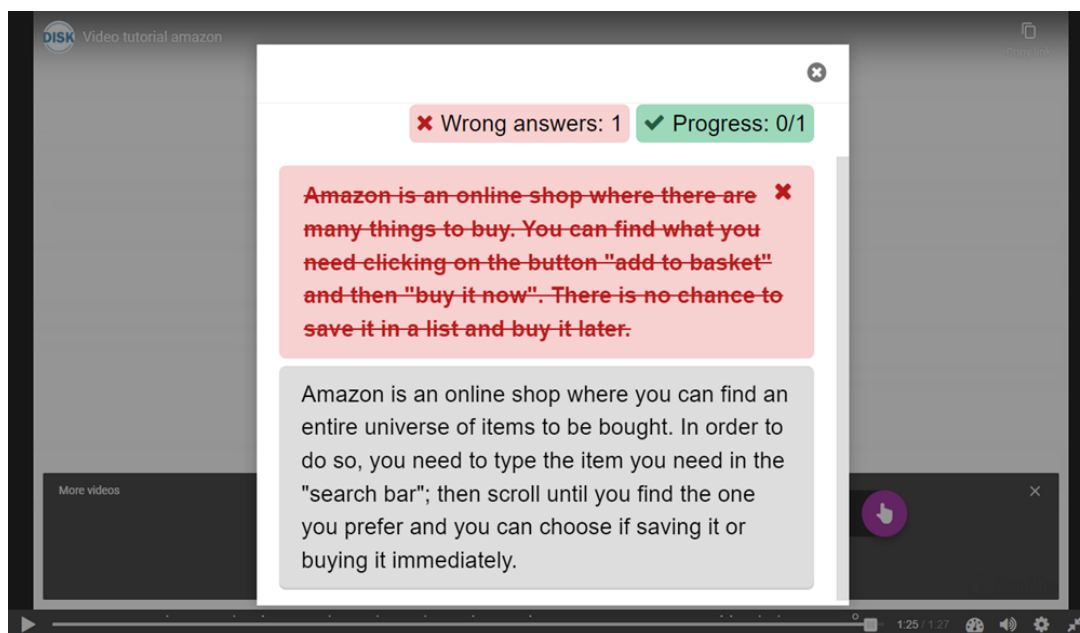 DISK Video tutorial amazon
Copy link
Wrong answers: 1 Progress: 0/1
Amazon is an online shop where there are
many things to buy. You can find what you
need clicking on the button "add to basket"
and then "buy it now". There is no chance to
save it in a list and buy it later.
Amazon is an online shop where you can find an
entire universe of items to be bought. In order to
do so, you need to type the item you need in the
"search bar"; then scroll until you find the one
you prefer and you can choose if saving it or
buying it immediately.
More videos
1:25 / 1:27